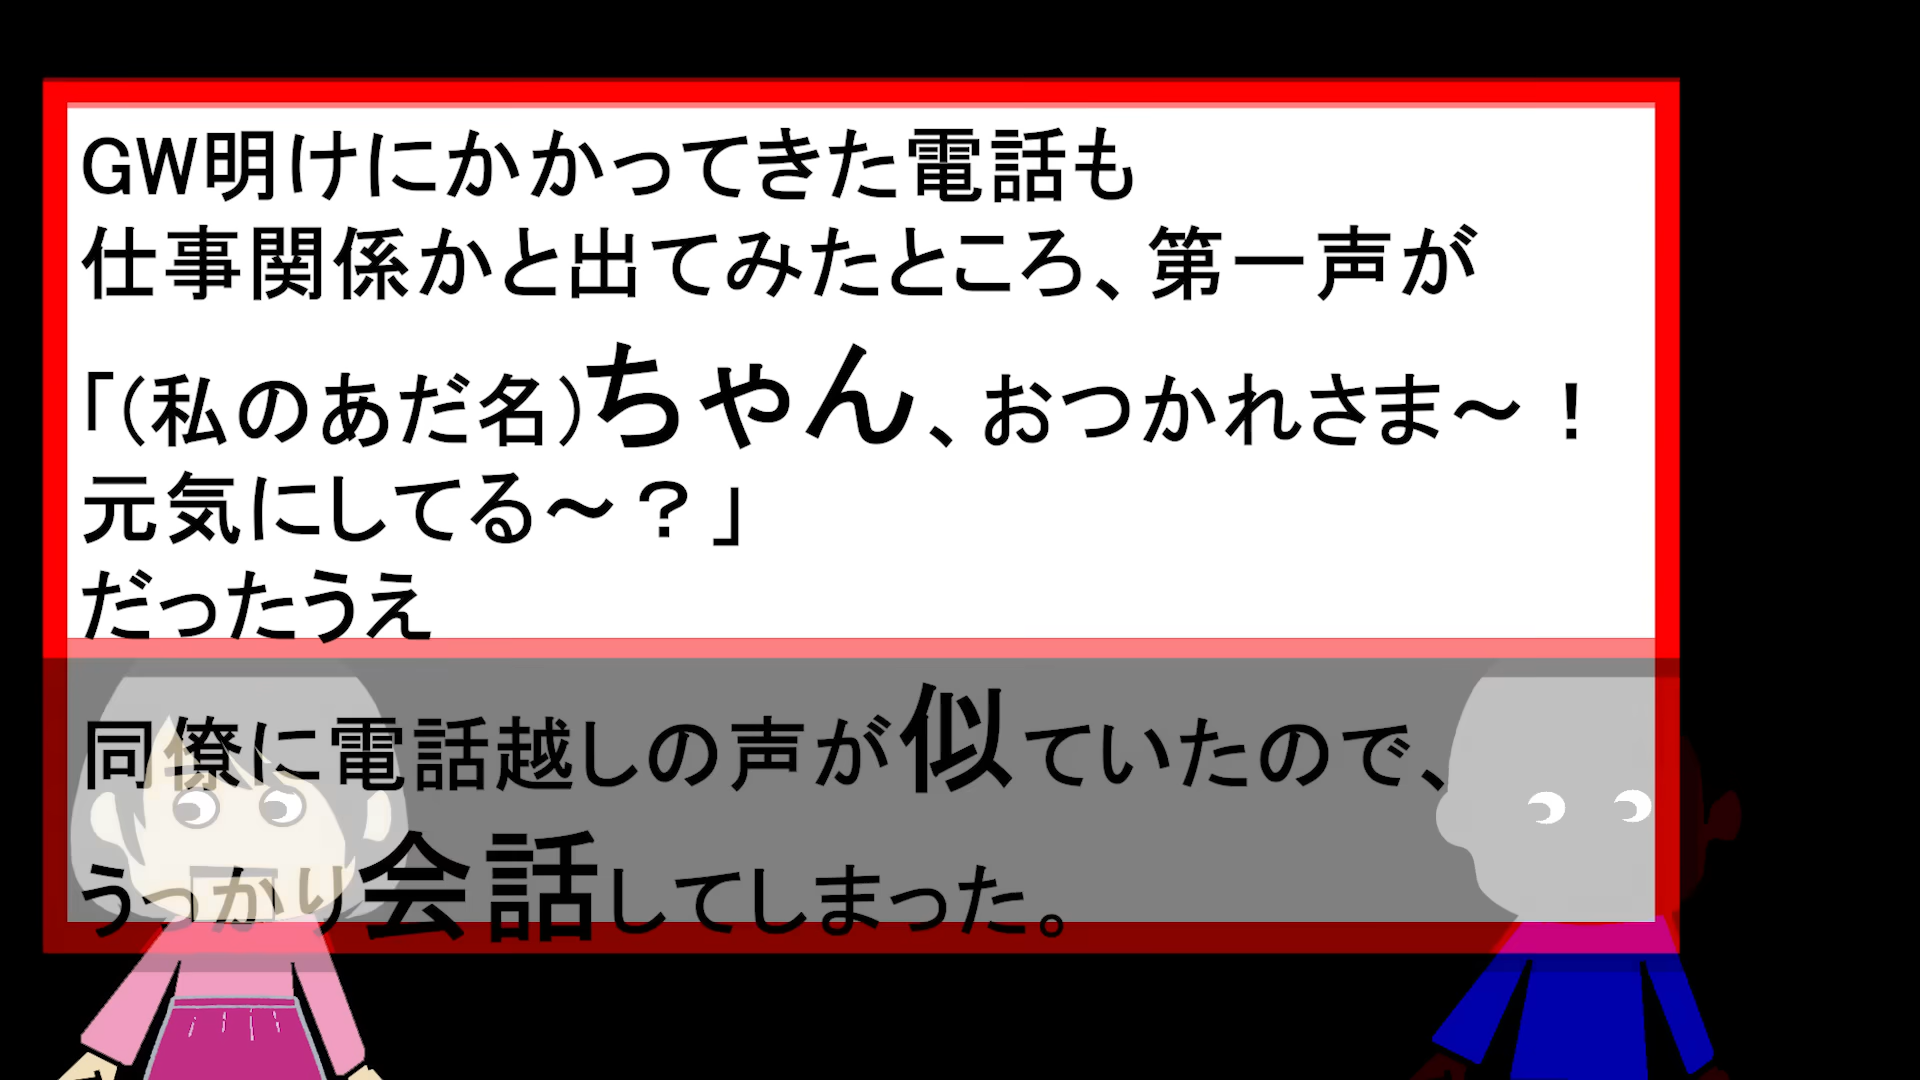 GW明けにかかってきた電話も
仕事関係かと出てみたところ、第一声が
「(私のあだ名)ちゃん、おつかれさま～！
元気にしてる～？」
だったうえ
同僚に電話越しの声が似ていたので、
うっかり会話してしまった。